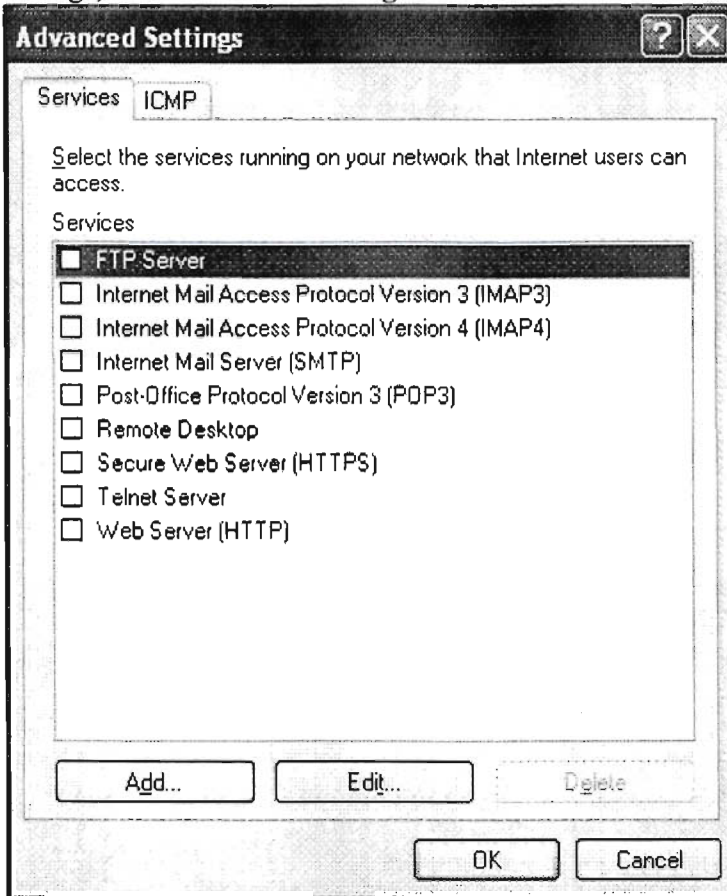 Advanced Settings
Services ICMP
Select the services running on your network that Internet users can
access.
Services
FTP Server
Internet Mail Access Protocol Version 3 (IMAP3)
Internet Mail Access Protocol Version 4 (IMAP4)
Internet Mail Server (SMTP)
Post-Office Protocol Version 3 (POP3)
Remote Desktop
Secure Web Server (HTTPS)
Telnet Server
Web Server (HTTP)
Add... Edit... Delete
OK Cancel